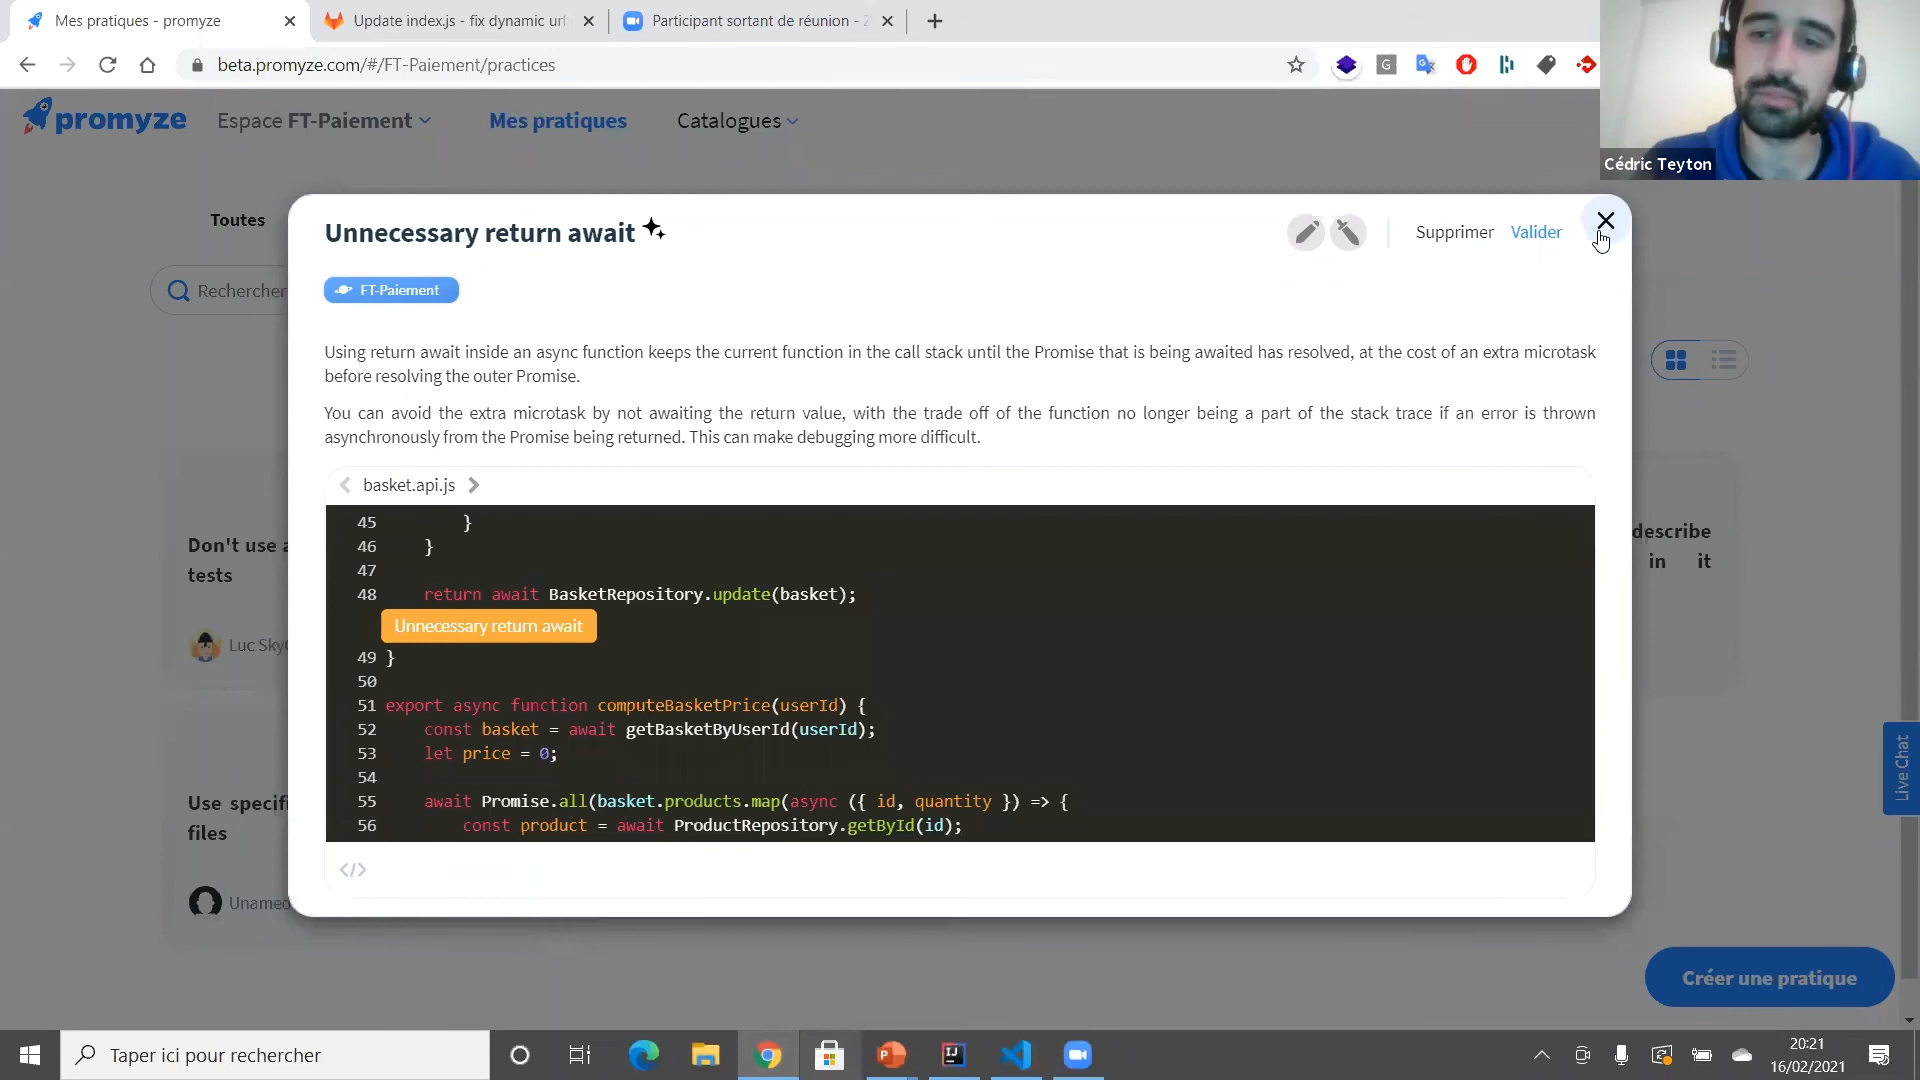 Mes pratiques - promyze
Update index.js - fix dynamic url
Participant sortant de réunion - Z
beta.promyze.com/#/FT-Paiement/practices
promyze
Espace FT-Paiement
Mes pratiques
Catalogues
Cédric Teyton
Toutes
Rechercher
Unnecessary return await
Supprimer
Valider
FT-Paiement
Using return await inside an async function keeps the current function in the call stack until the Promise that is being awaited has resolved, at the cost of an extra microtask
before resolving the outer Promise.
You can avoid the extra microtask by not awaiting the return value, with the trade off of the function no longer being a part of the stack trace if an error is thrown
asynchronously from the Promise being returned. This can make debugging more difficult.
basket.api.js
45 }
46 }
47
48 return await BasketRepository.update(basket);
Unnecessary return await
49 }
50
51 export async function computeBasketPrice(userId) {
52 const basket = await getBasketByUserId(userId);
53 let price = 0;
54
55 await Promise.all(basket.products.map(async ({ id, quantity }) => {
56 const product = await ProductRepository.getById(id);
</>
Don't use a
tests
Luc Sky
describe
in it
Use specifi
files
Unamed
Live Chat
Créer une pratique
Taper ici pour rechercher
20:21
16/02/2021